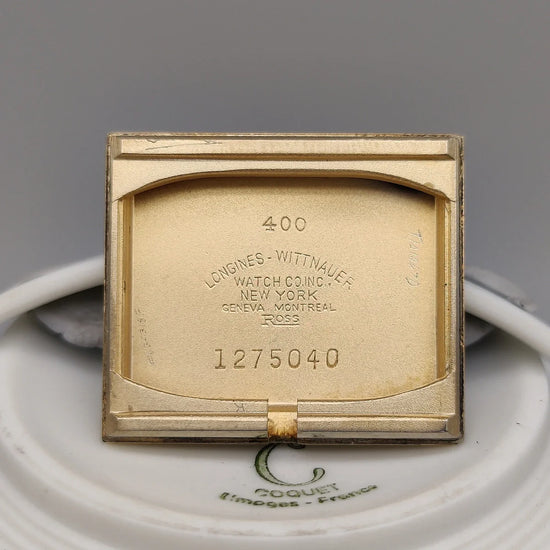 400
LONGINES-WITTNAUER
WATCH CO. INC.,
NEW YORK
GENEVA. MONTREAL
ROSS
1275040
K
C
COQUET
Limoges - France